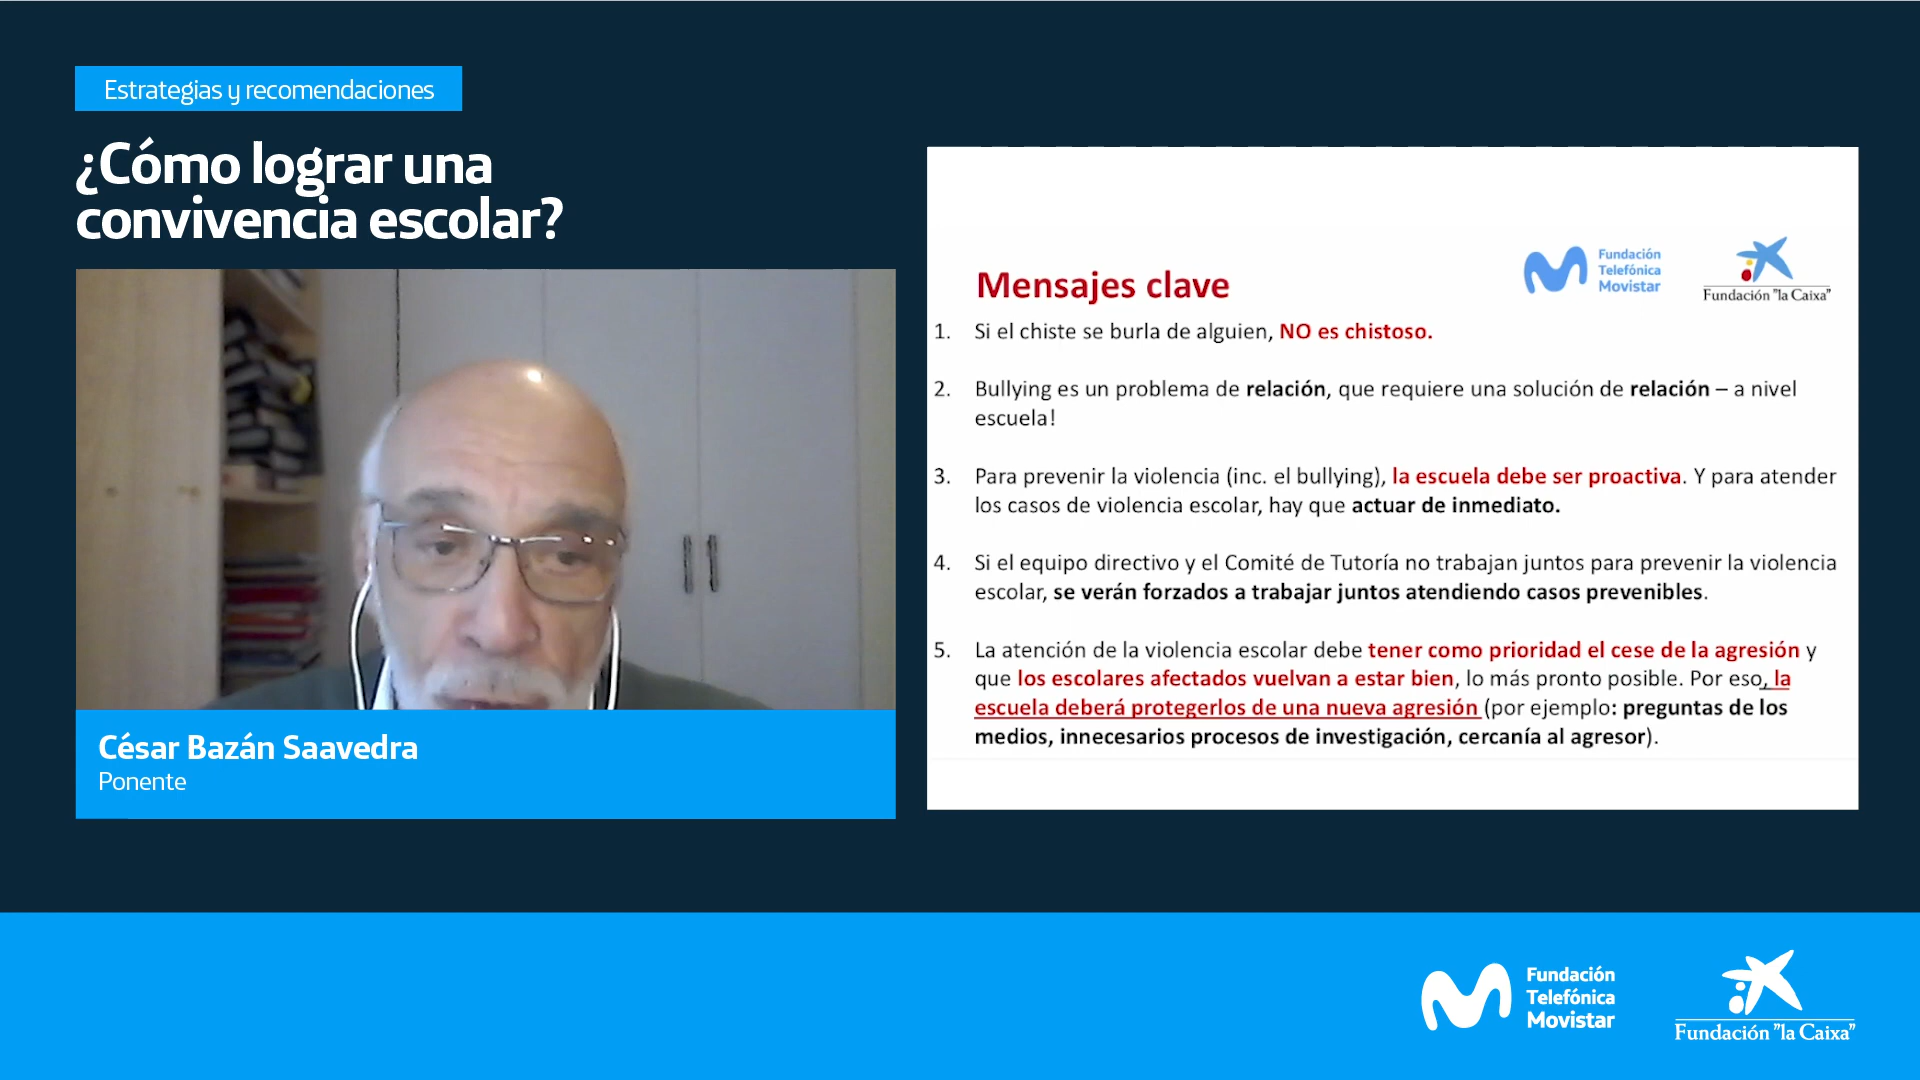 Estrategias y recomendaciones
¿Cómo lograr una
convivencia escolar?
César Bazán Saavedra
Ponente
Fundación
Telefónica
Movistar
Fundación "la Caixa"
Mensajes clave
1. Si el chiste se burla de alguien, NO es chistoso.
2. Bullying es un problema de relación, que requiere una solución de relación – a nivel
escuela!
3. Para prevenir la violencia (inc. el bullying), la escuela debe ser proactiva. Y para atender
los casos de violencia escolar, hay que actuar de inmediato.
4. Si el equipo directivo y el Comité de Tutoría no trabajan juntos para prevenir la violencia
escolar, se verán forzados a trabajar juntos atendiendo casos prevenibles.
5. La atención de la violencia escolar debe tener como prioridad el cese de la agresión y
que los escolares afectados vuelvan a estar bien, lo más pronto posible. Por eso, la
escuela deberá protegerlos de una nueva agresión (por ejemplo: preguntas de los
medios, innecesarios procesos de investigación, cercanía al agresor).
Fundación
Telefónica
Movistar
Fundación "la Caixa"